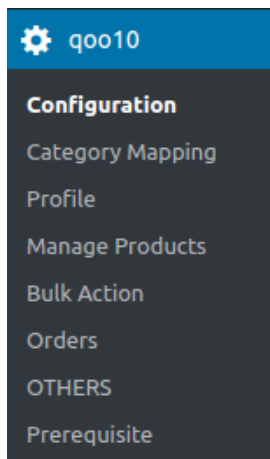 qoo10
Configuration
Category Mapping
Profile
Manage Products
Bulk Action
Orders
OTHERS
Prerequisite